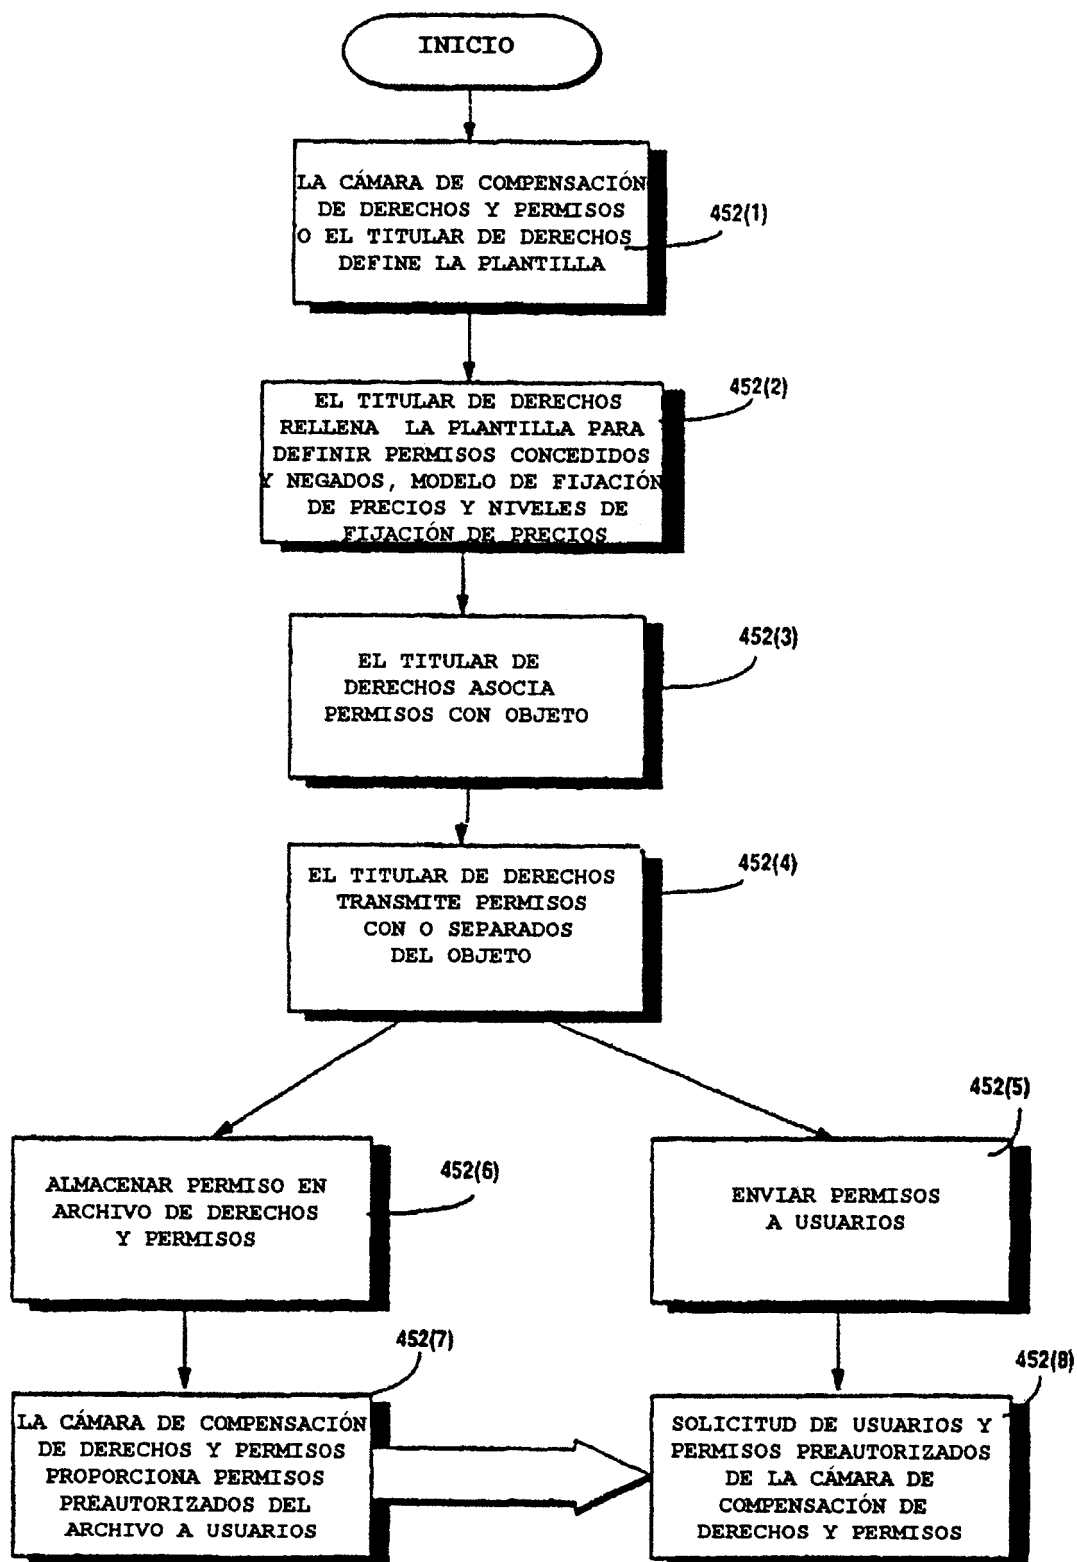 INICIO
LA CÁMARA DE COMPENSACIÓN
DE DERECHOS Y PERMISOS
O EL TITULAR DE DERECHOS
DEFINE LA PLANTILLA
452(1)
EL TITULAR DE DERECHOS
RELLENA LA PLANTILLA PARA
DEFINIR PERMISOS CONCEDIDOS
Y NEGADOS, MODELO DE FIJACIÓN
DE PRECIOS Y NIVELES DE
FIJACIÓN DE PRECIOS
452(2)
EL TITULAR DE
DERECHOS ASOCIA
PERMISOS CON OBJETO
452(3)
EL TITULAR DE DERECHOS
TRANSMITE PERMISOS
CON O SEPARADOS
DEL OBJETO
452(4)
ALMACENAR PERMISO EN
ARCHIVO DE DERECHOS
Y PERMISOS
452(6)
ENVIAR PERMISOS
A USUARIOS
452(5)
LA CÁMARA DE COMPENSACIÓN
DE DERECHOS Y PERMISOS
PROPORCIONA PERMISOS
PREAUTORIZADOS DEL
ARCHIVO A USUARIOS
452(7)
SOLICITUD DE USUARIOS Y
PERMISOS PREAUTORIZADOS
DE LA CÁMARA DE
COMPENSACIÓN DE
DERECHOS Y PERMISOS
452(8)